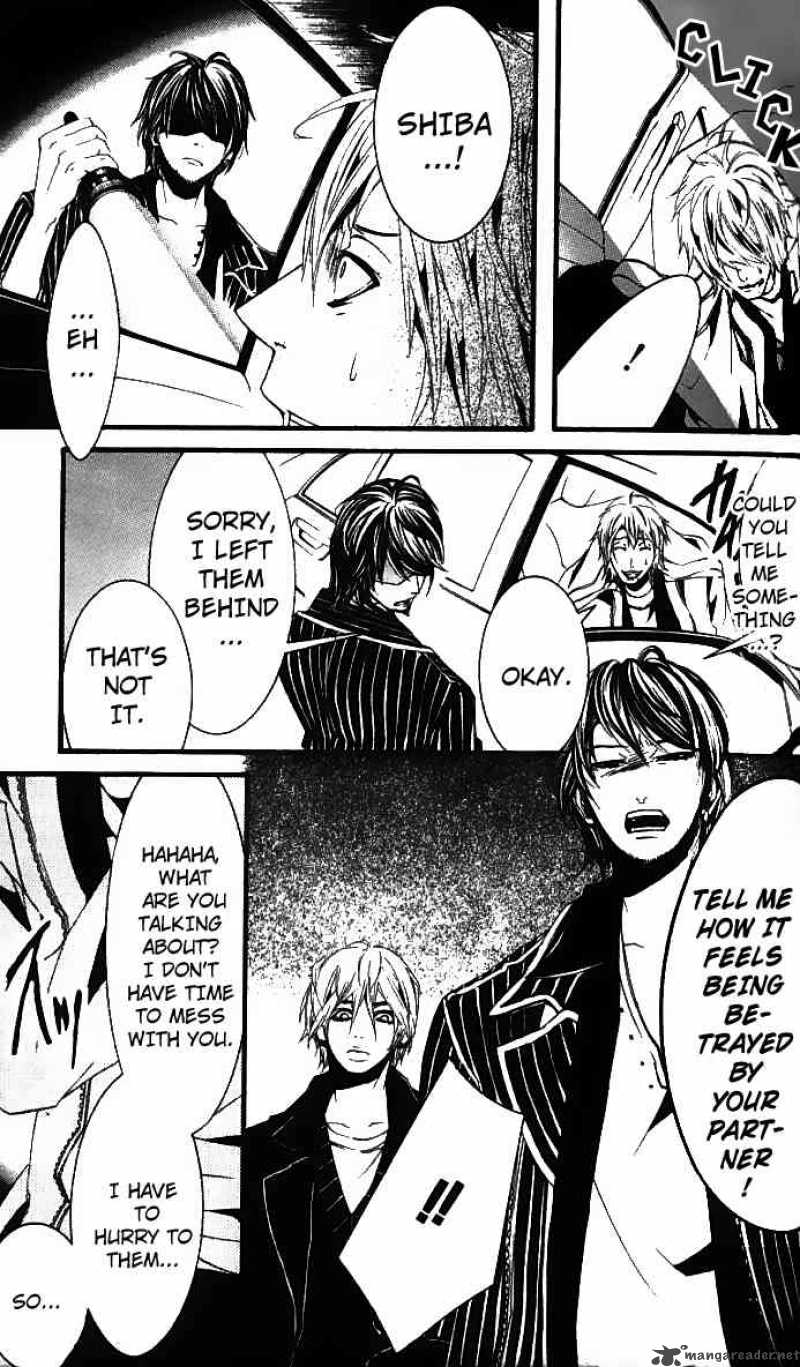 CLICK
!
SHIBA
...!
...
EH
...
COULD
YOU
TELL
ME
SOME-
THING
...?
OKAY.
SORRY,
I LEFT
THEM
BEHIND
...
THAT'S
NOT
IT.
TELL ME
HOW IT
FEELS
BEING
BE-
TRAYED
BY
YOUR
PART-
NER
!
!!
HAHAHA,
WHAT
ARE YOU
TALKING
ABOUT?
I DON'T
HAVE TIME
TO MESS
WITH YOU.
I HAVE
TO
HURRY TO
THEM...
SO...
mangareader.net